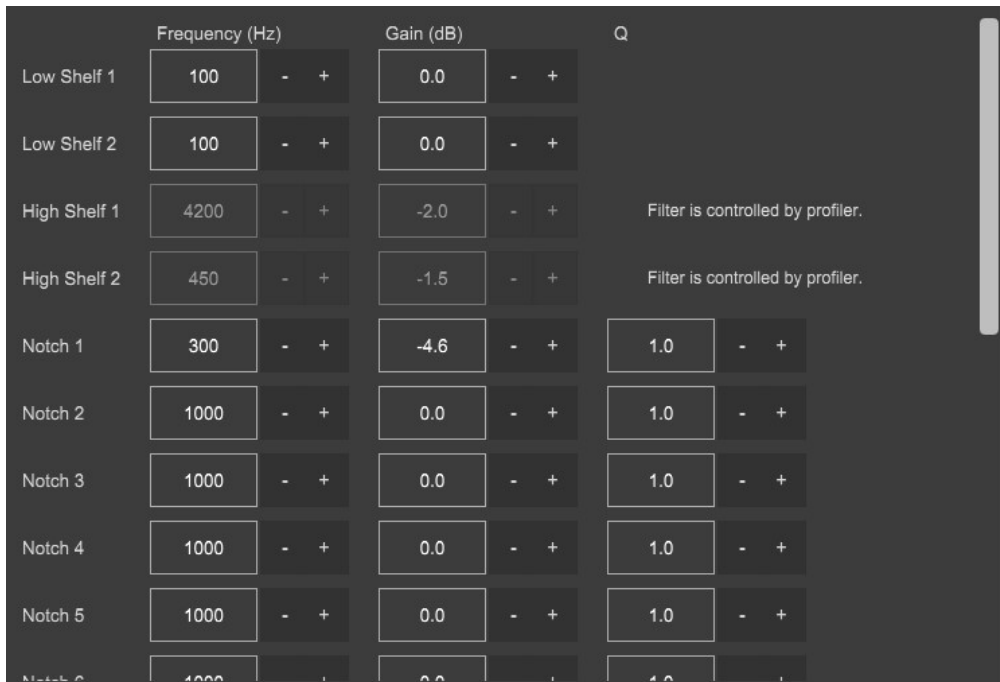 Frequency (Hz) Gain (dB) Q
Low Shelf 1 100 - + 0.0 - +
Low Shelf 2 100 - + 0.0 - +
High Shelf 1 4200 - + -2.0 - + Filter is controlled by profiler.
High Shelf 2 450 - + -1.5 - + Filter is controlled by profiler.
Notch 1 300 - + -4.6 - + 1.0 - +
Notch 2 1000 - + 0.0 - + 1.0 - +
Notch 3 1000 - + 0.0 - + 1.0 - +
Notch 4 1000 - + 0.0 - + 1.0 - +
Notch 5 1000 - + 0.0 - + 1.0 - +